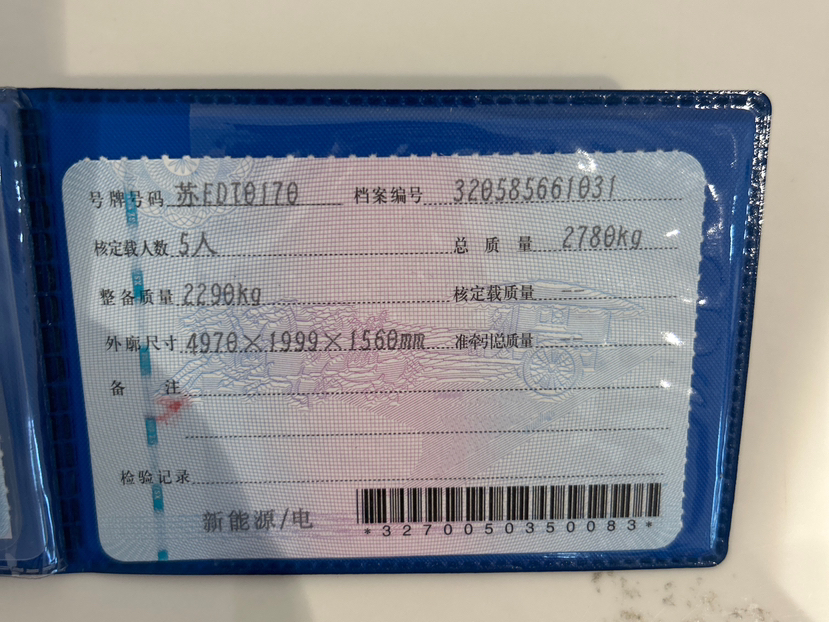 号牌号码 苏EDT0170 档案编号 320585661031
核定载人数 5人 总质量 2780kg
整备质量 2290kg 核定载质量 --
外廓尺寸 4970×1999×1560mm 准牵引总质量 --
备注
检验记录
新能源/电
*3270050350083*